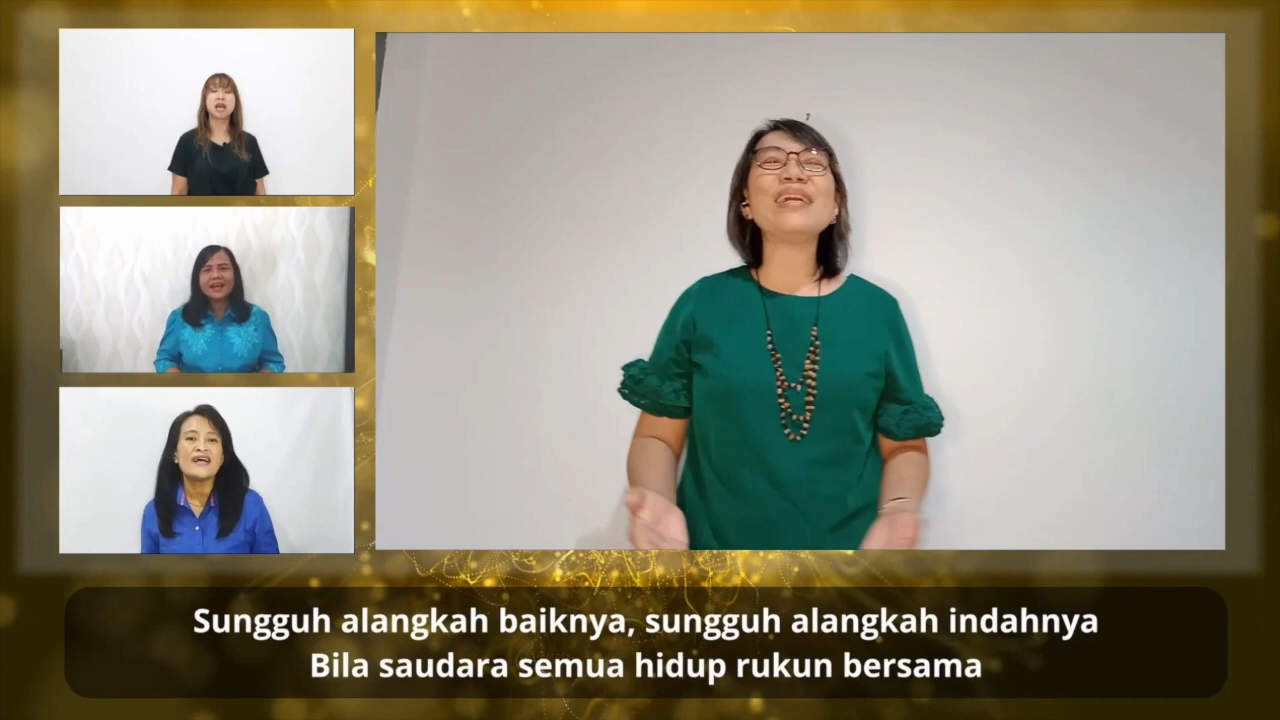 Sungguh alangkah baiknya, sungguh alangkah indahnya
Bila saudara semua hidup rukun bersama